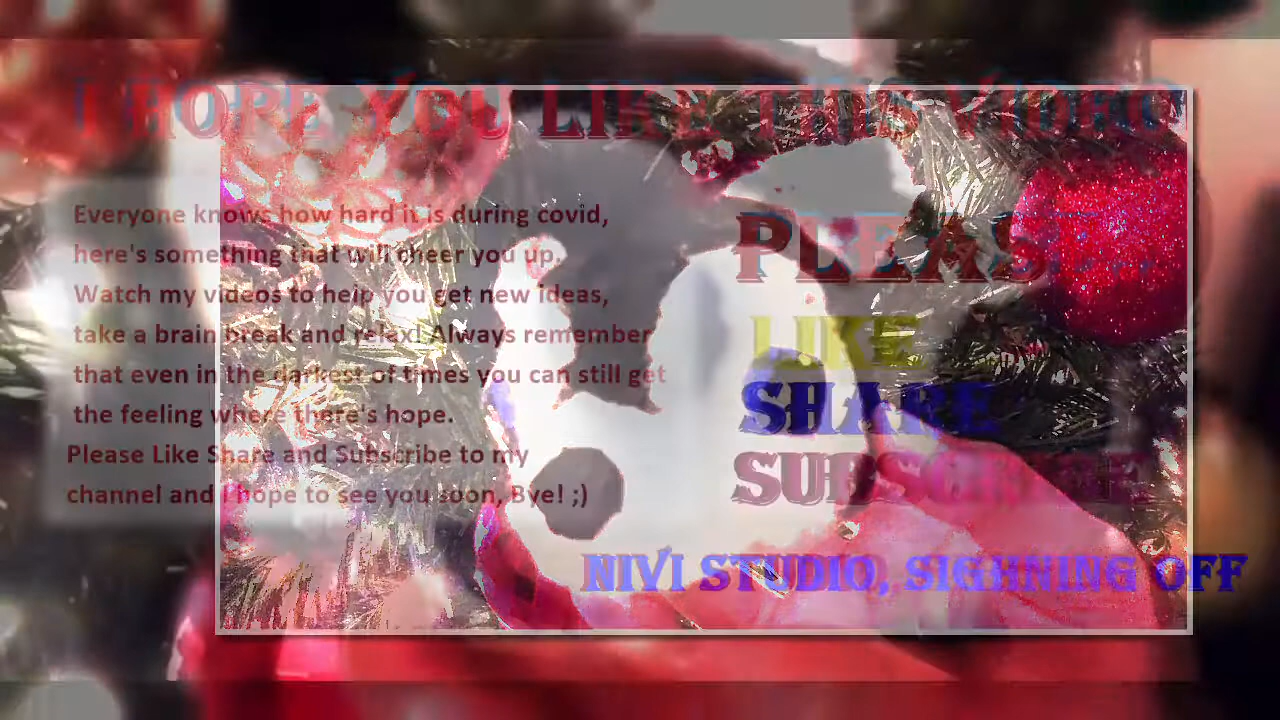 I HOPE YOU LIKE THIS VIDEO
Everyone knows how hard it is during covid,
here's something that will cheer you up.
Watch my videos to help you get new ideas,
take a brain break and relax! Always remember
that even in the darkest of times you can still get
the feeling where there's hope.
Please Like Share and Subscribe to my
channel and I hope to see you soon, Bye! ;)
PLEASE...
LIKE
SHARE
SUBSCRIBE
NIVI STUDIO, SIGHNING OFF